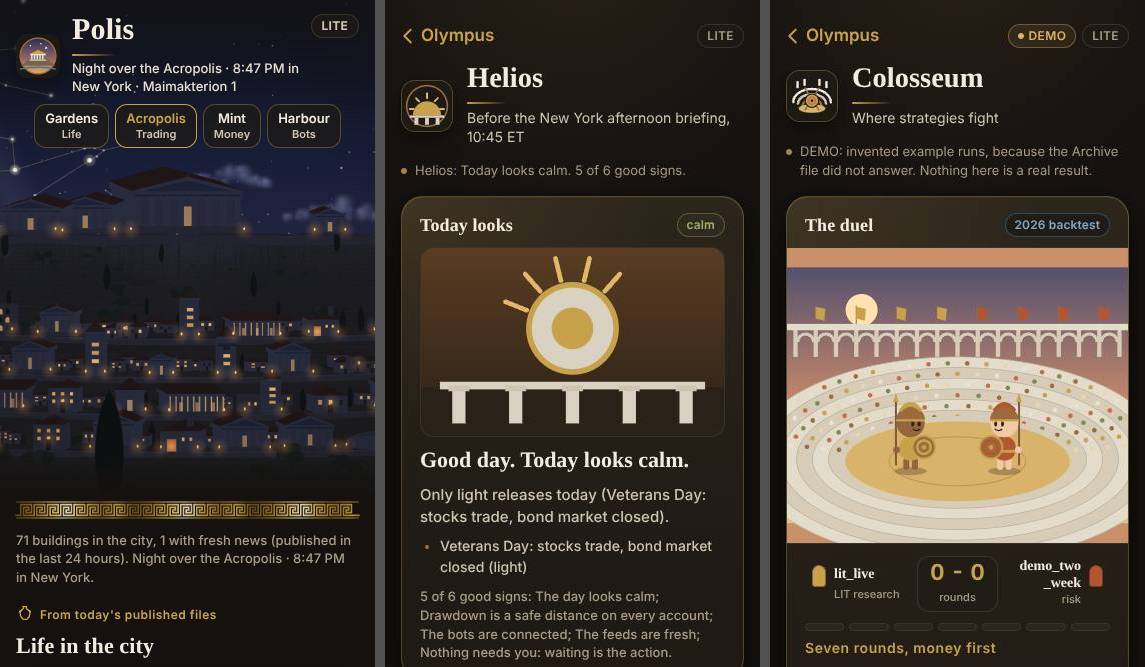 Polis
LITE
Night over the Acropolis · 8:47 PM in
New York · Maimakterion 1
Gardens
Life
Acropolis
Trading
Mint
Money
Harbour
Bots
71 buildings in the city, 1 with fresh news (published in
the last 24 hours). Night over the Acropolis · 8:47 PM
in New York.
From today's published files
Life in the city
Olympus
LITE
Helios
Before the New York afternoon briefing,
10:45 ET
Helios: Today looks calm. 5 of 6 good signs.
Today looks
calm
Good day. Today looks calm.
Only light releases today (Veterans Day:
stocks trade, bond market closed).
• Veterans Day: stocks trade, bond market
closed (light)
5 of 6 good signs: The day looks calm;
Drawdown is a safe distance on every account;
The bots are connected; The feeds are fresh;
Nothing needs you: waiting is the action.
Olympus
DEMO
LITE
Colosseum
Where strategies fight
DEMO: invented example runs, because the Archive
file did not answer. Nothing here is a real result.
The duel
2026 backtest
lit_live
LIT research
0 - 0
rounds
demo_two
_week
risk
Seven rounds, money first